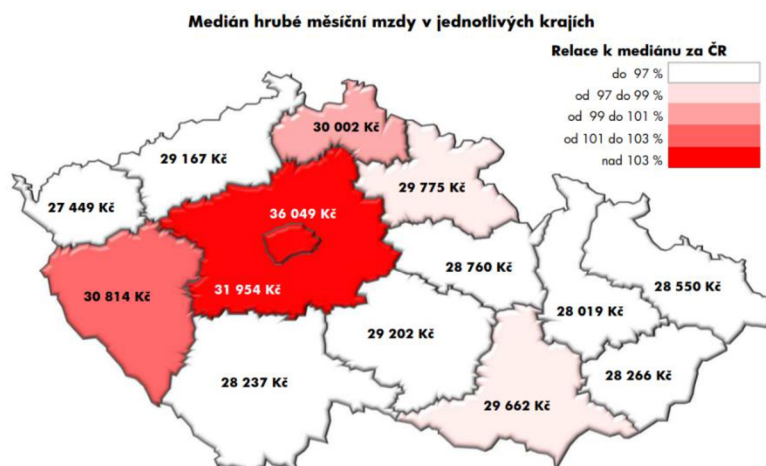 Medián hrubé měsíční mzdy v jednotlivých krajích
Relace k mediánu za ČR
do 97 %
od 97 do 99 %
od 99 do 101 %
od 101 do 103 %
nad 103 %
30 002 Kč
29 167 Kč
29 775 Kč
27 449 Kč
36 049 Kč
28 760 Kč
31 954 Kč
30 814 Kč
28 550 Kč
28 019 Kč
29 202 Kč
28 237 Kč
28 266 Kč
29 662 Kč